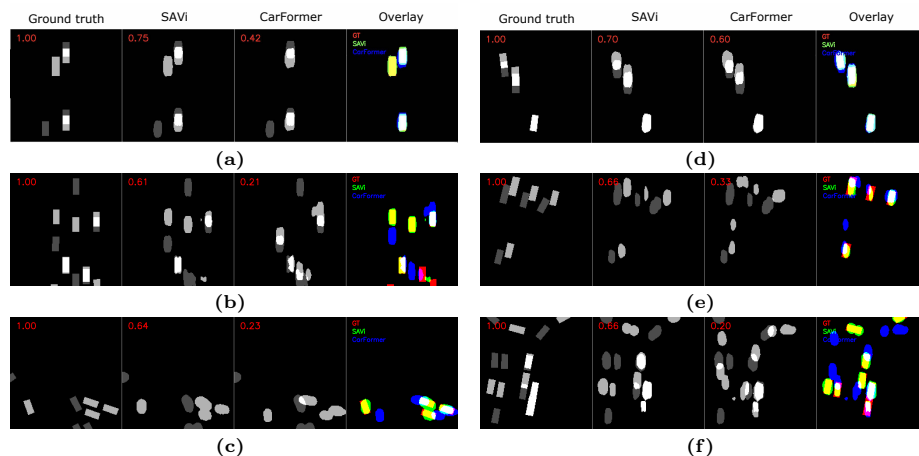 Ground truth SAVi CarFormer Overlay
1.00 0.75 0.42 GT
SAVi
CarFormer
(a)
Ground truth SAVi CarFormer Overlay
1.00 0.70 0.60 GT
SAVi
CarFormer
(d)
1.00 0.61 0.21 GT
SAVi
CarFormer
(b)
1.00 0.66 0.33 GT
SAVi
CarFormer
(e)
1.00 0.64 0.23 GT
SAVi
CarFormer
(c)
1.00 0.66 0.20 GT
SAVi
CarFormer
(f)